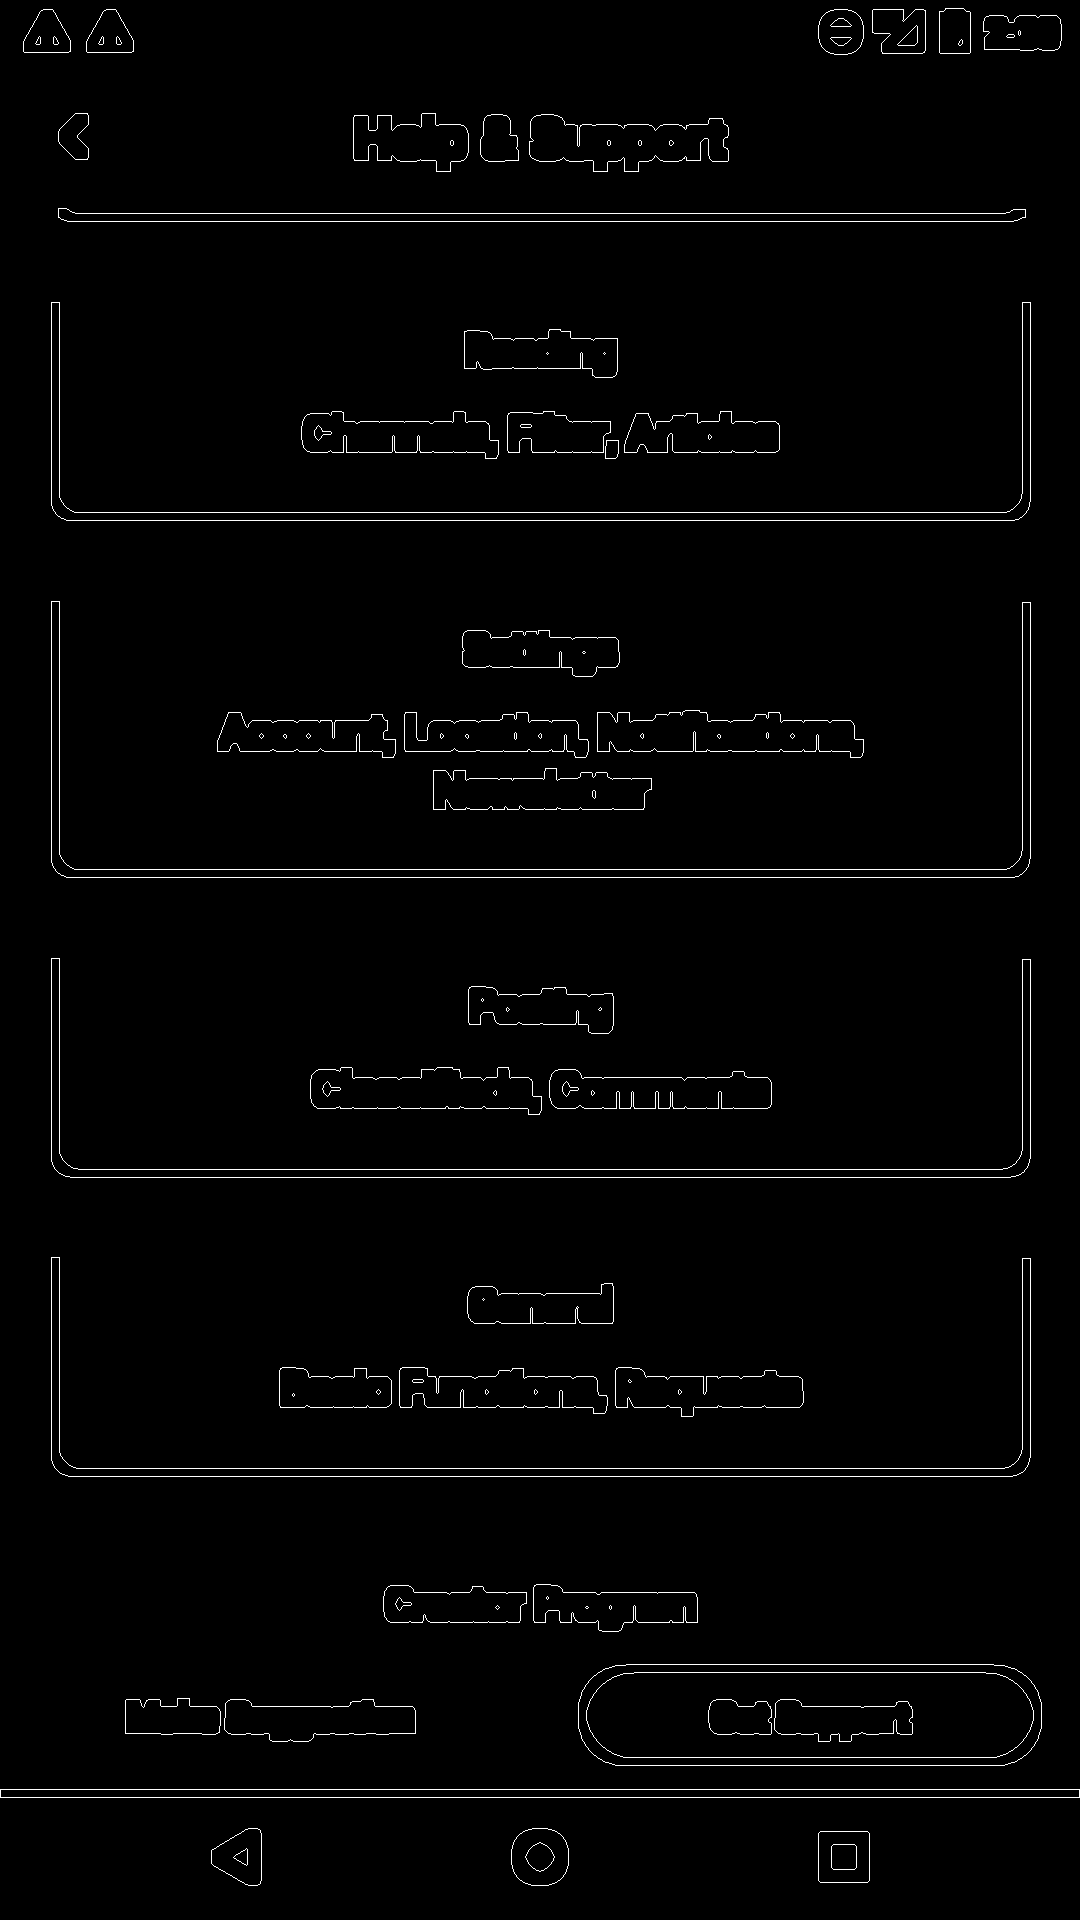 Help & Support
Reading
Channels, Filter, Articles
Settings
Account, Location, Notifications,
Newsletter
Posting
Classifieds, Comments
General
Basic Functions, Requests
Creator Program
Make Suggestion
Get Support